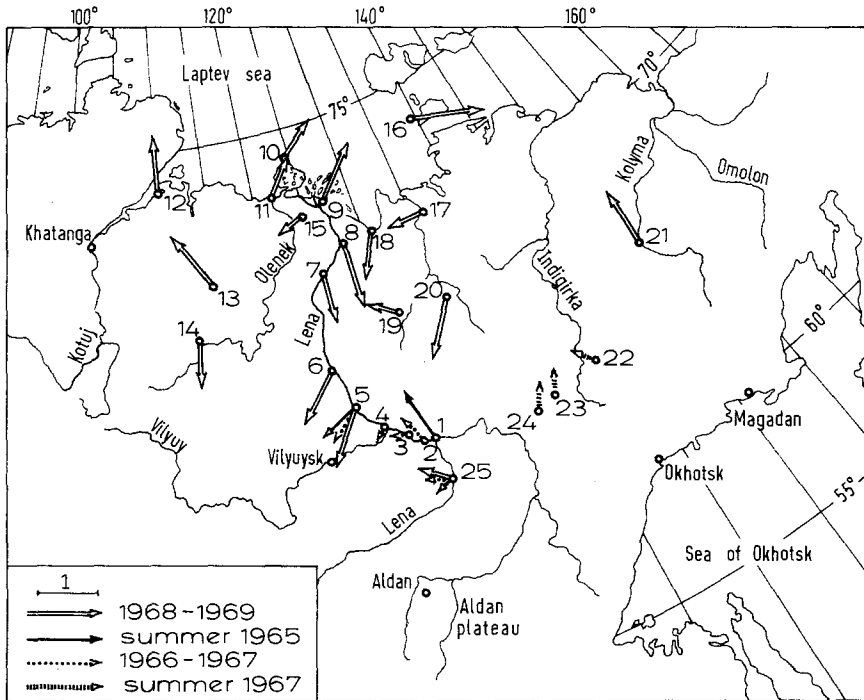 100° 120° 140° 160°
Laptev sea
75°
70°
16
10
Kolyma
Omolon
12
11
9
17
Khatanga
15
8
18
21
Olenek
7
Indigirka
13
20
60°
Lena
19
14
Kotuj
22
6
5
23
24
Magadan
Vilyuy
4
1
3
2
Vilyuysk
25
Okhotsk
55°
Lena
Sea of Okhotsk
Aldan
Aldan
plateau
1
1968-1969
summer 1965
1966-1967
summer 1967